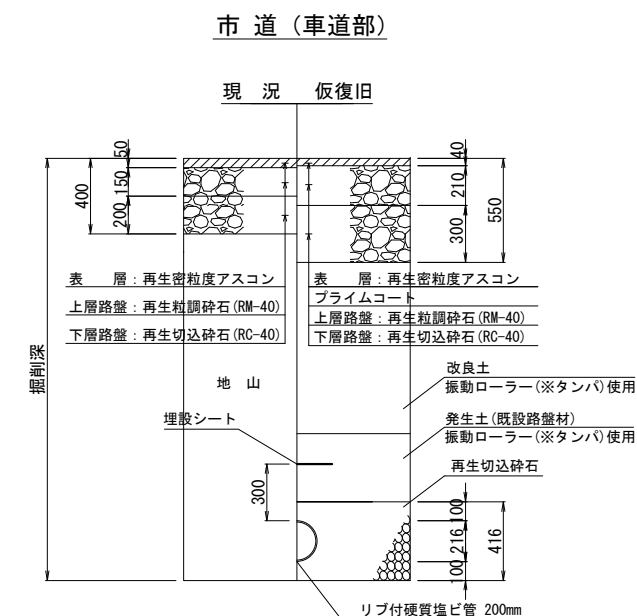 市 道 (車道部)
現 況 仮復旧
50
150
200
400
40
210
300
550
掘削深
表 層：再生密粒度アスコン
上層路盤：再生粒調砕石(RM-40)
下層路盤：再生切込砕石(RC-40)
表 層：再生密粒度アスコン
プライムコート
上層路盤：再生粒調砕石(RM-40)
下層路盤：再生切込砕石(RC-40)
地 山
埋設シート
300
改良土
振動ローラー(※タンパ)使用
発生土(既設路盤材)
振動ローラー(※タンパ)使用
再生切込砕石
100
216
100
416
リブ付硬質塩ビ管 200mm